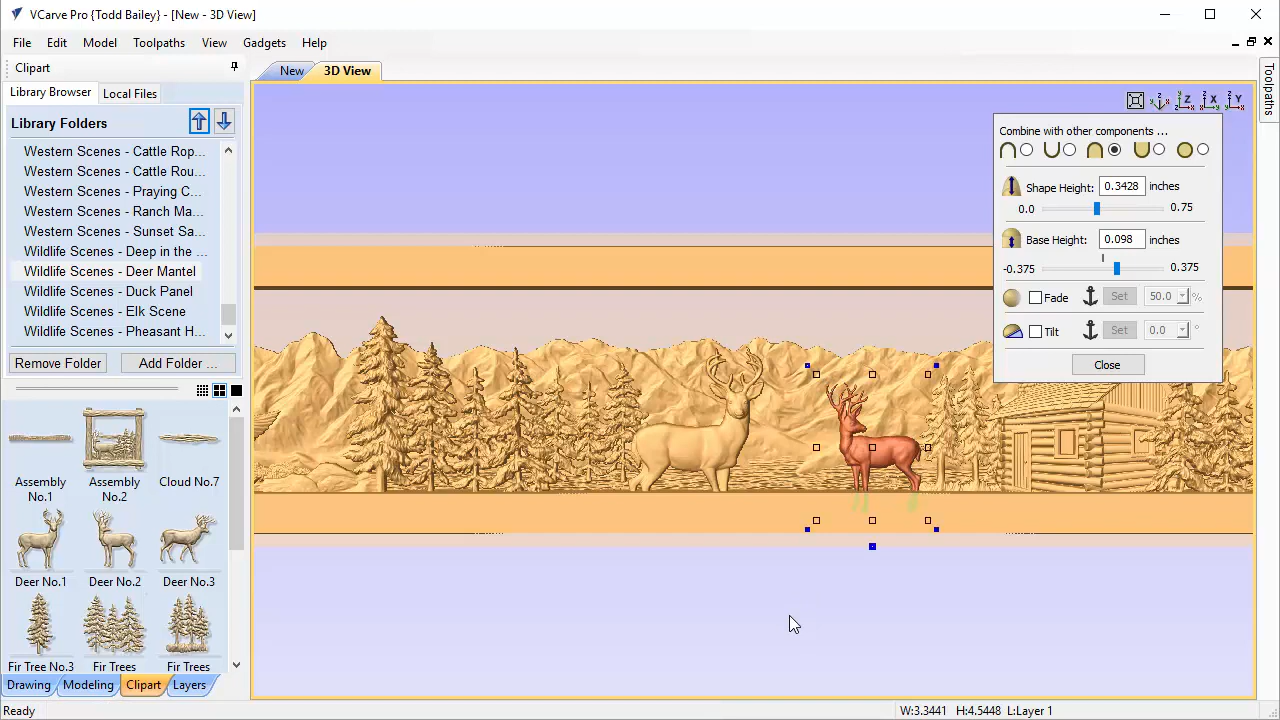 VCarve Pro {Todd Bailey} - [New - 3D View]
File Edit Model Toolpaths View Gadgets Help
Clipart
Library Browser Local Files
Library Folders
Western Scenes - Cattle Rop...
Western Scenes - Cattle Rou...
Western Scenes - Praying C...
Western Scenes - Ranch Ma...
Western Scenes - Sunset Sa...
Wildlife Scenes - Deep in the ...
Wildlife Scenes - Deer Mantel
Wildlife Scenes - Duck Panel
Wildlife Scenes - Elk Scene
Wildlife Scenes - Pheasant H...
Remove Folder Add Folder ...
Assembly No.1
Assembly No.2
Cloud No.7
Deer No.1 Deer No.2 Deer No.3
Fir Tree No.3 Fir Trees Fir Trees
Drawing Modeling Clipart Layers
New 3D View
Z X Y
Combine with other components ...
Shape Height: 0.3428 inches
0.0 0.75
Base Height: 0.098 inches
-0.375 0.375
Fade Set 50.0 %
Tilt Set 0.0 °
Close
Toolpaths
Ready W:3.3441 H:4.5448 L:Layer 1